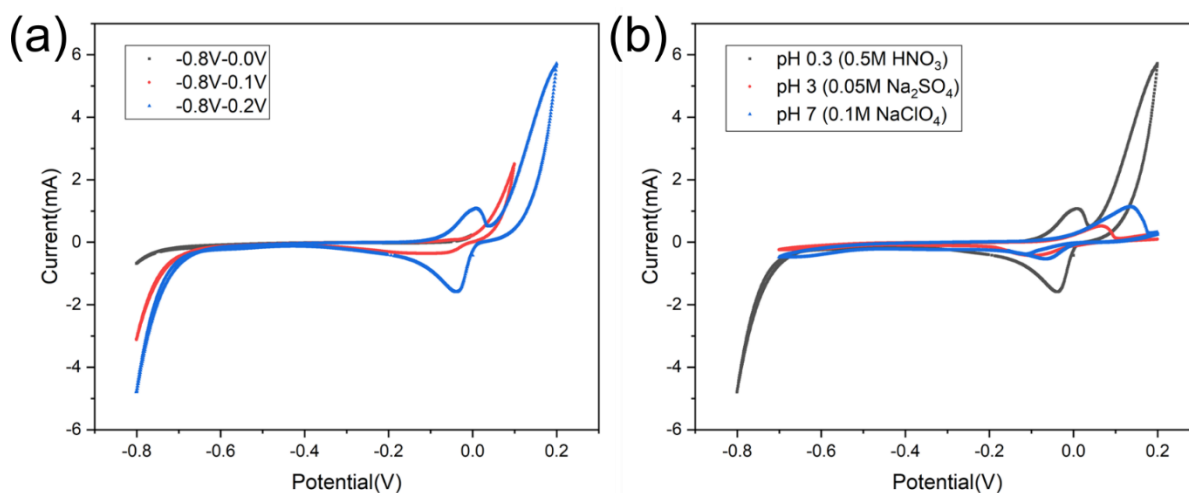 (a)
-0.8V-0.0V
-0.8V-0.1V
-0.8V-0.2V
6
4
2
0
-2
-4
-6
Current(mA)
-0.8
-0.6
-0.4
-0.2
0.0
0.2
Potential(V)
(b)
pH 0.3 (0.5M HNO₃)
pH 3 (0.05M Na₂SO₄)
pH 7 (0.1M NaClO₄)
6
4
2
0
-2
-4
-6
Current(mA)
-0.8
-0.6
-0.4
-0.2
0.0
0.2
Potential(V)